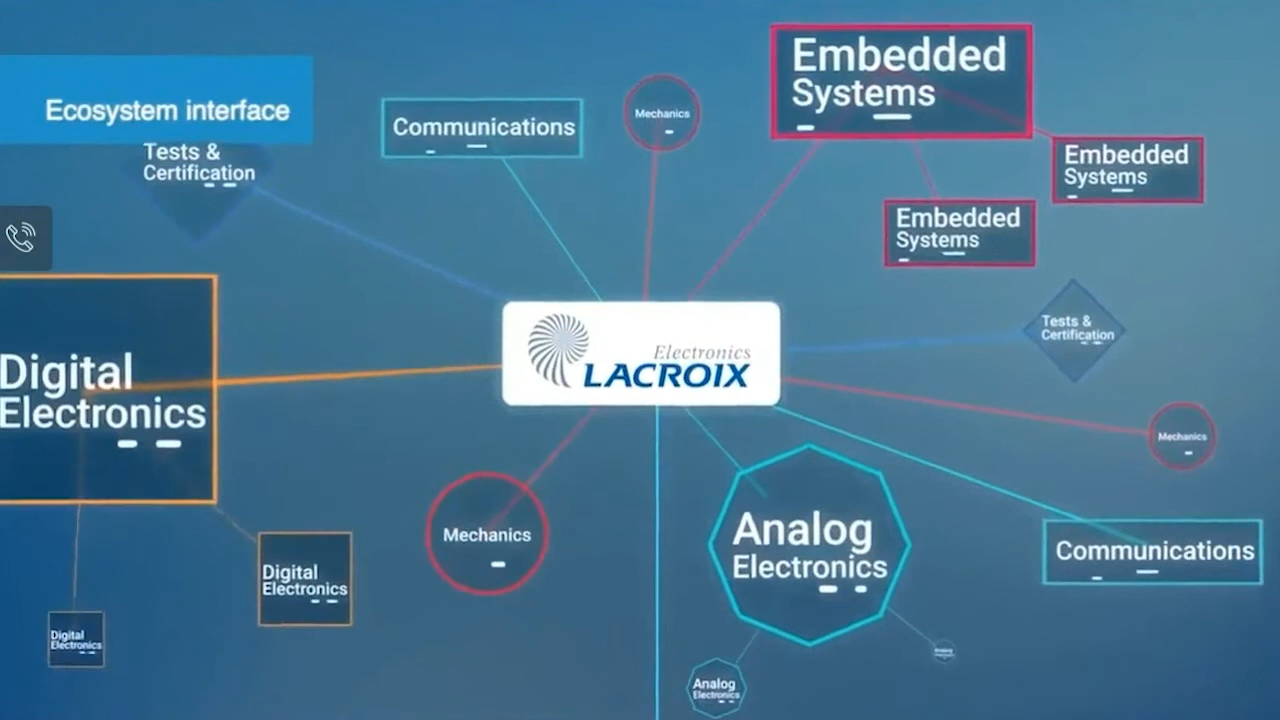 Ecosystem interface
Tests &
Certification
Communications
Mechanics
Embedded
Systems
Embedded
Systems
Embedded
Systems
Tests &
Certification
Electronics
LACROIX
Digital
Electronics
Mechanics
Mechanics
Analog
Electronics
Communications
Digital
Electronics
Digital
Electronics
Analog
Electronics